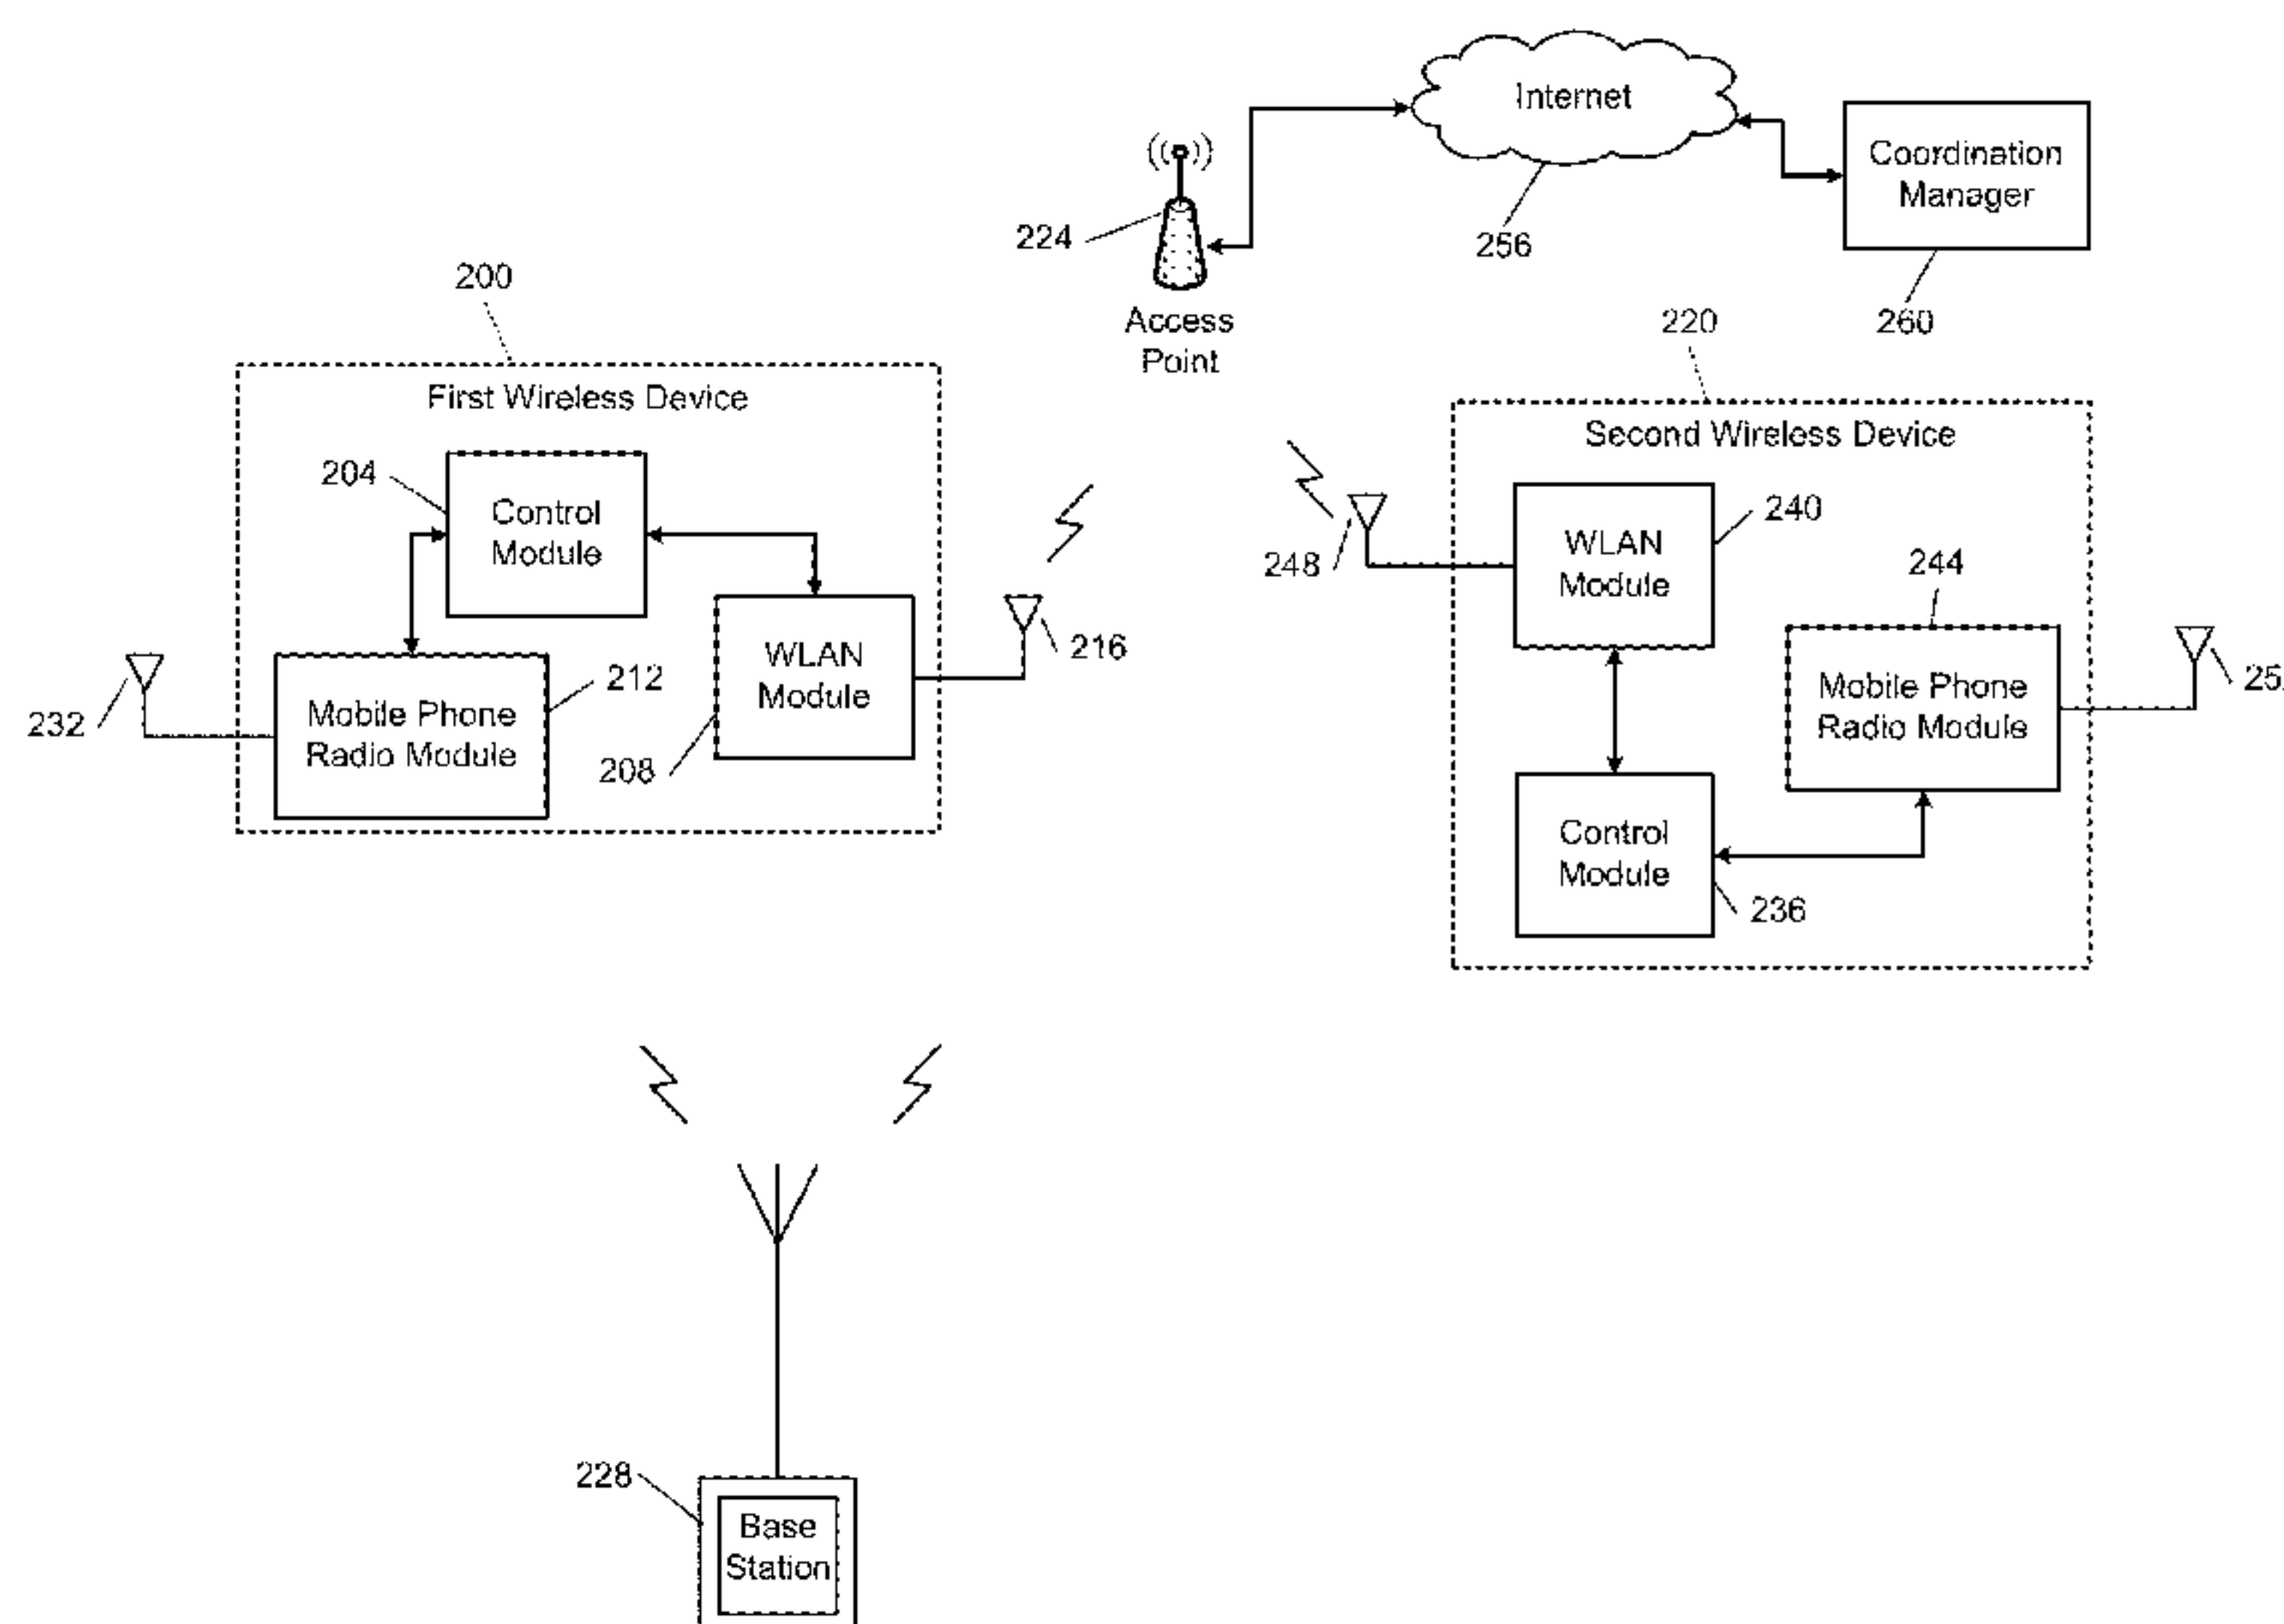 Internet
Coordination
Manager
224
256
260
Access
Point
200
First Wireless Device
204
Control
Module
WLAN
Module
216
212
Mobile Phone
Radio Module
232
208
220
Second Wireless Device
240
WLAN
Module
248
244
Mobile Phone
Radio Module
Control
Module
236
228
Base
Station